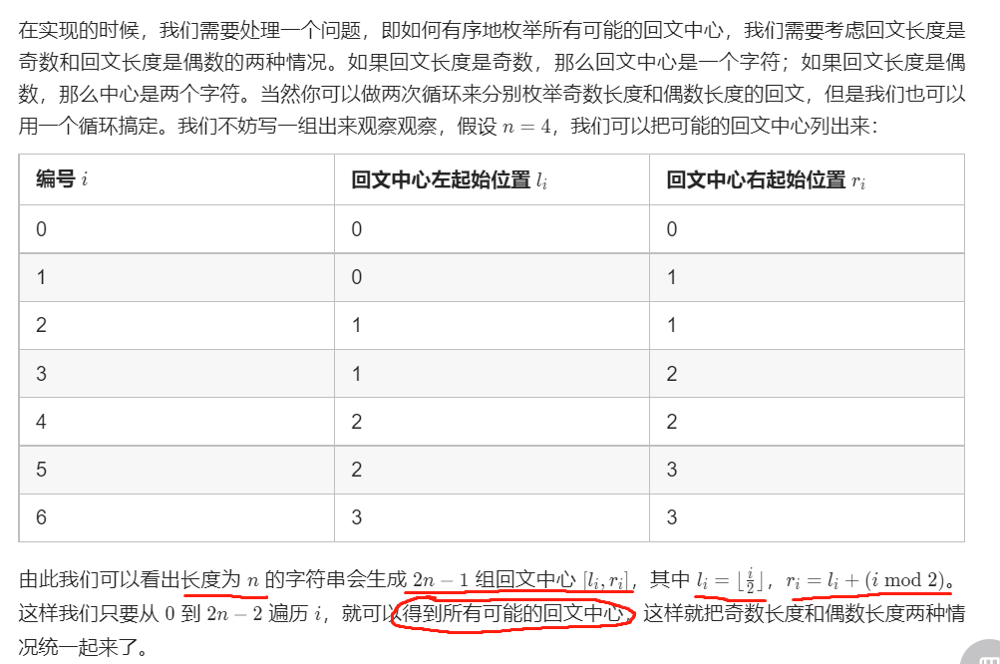 在实现的时候，我们需要处理一个问题，即如何有序地枚举所有可能的回文中心，我们需要考虑回文长度是
奇数和回文长度是偶数的两种情况。如果回文长度是奇数，那么回文中心是一个字符；如果回文长度是偶
数，那么中心是两个字符。当然你可以做两次循环来分别枚举奇数长度和偶数长度的回文，但是我们也可以
用一个循环搞定。我们不妨写一组出来观察观察，假设 n = 4，我们可以把可能的回文中心列出来：
编号 i 回文中心左起始位置 lᵢ 回文中心右起始位置 rᵢ
0 0 0
1 0 1
2 1 1
3 1 2
4 2 2
5 2 3
6 3 3
由此我们可以看出长度为 n 的字符串会生成 2n − 1 组回文中心 [lᵢ, rᵢ]，其中 lᵢ = ⌊i/2⌋，rᵢ = lᵢ + (i mod 2)。
这样我们只要从 0 到 2n − 2 遍历 i，就可以得到所有可能的回文中心，这样就把奇数长度和偶数长度两种情
况统一起来了。